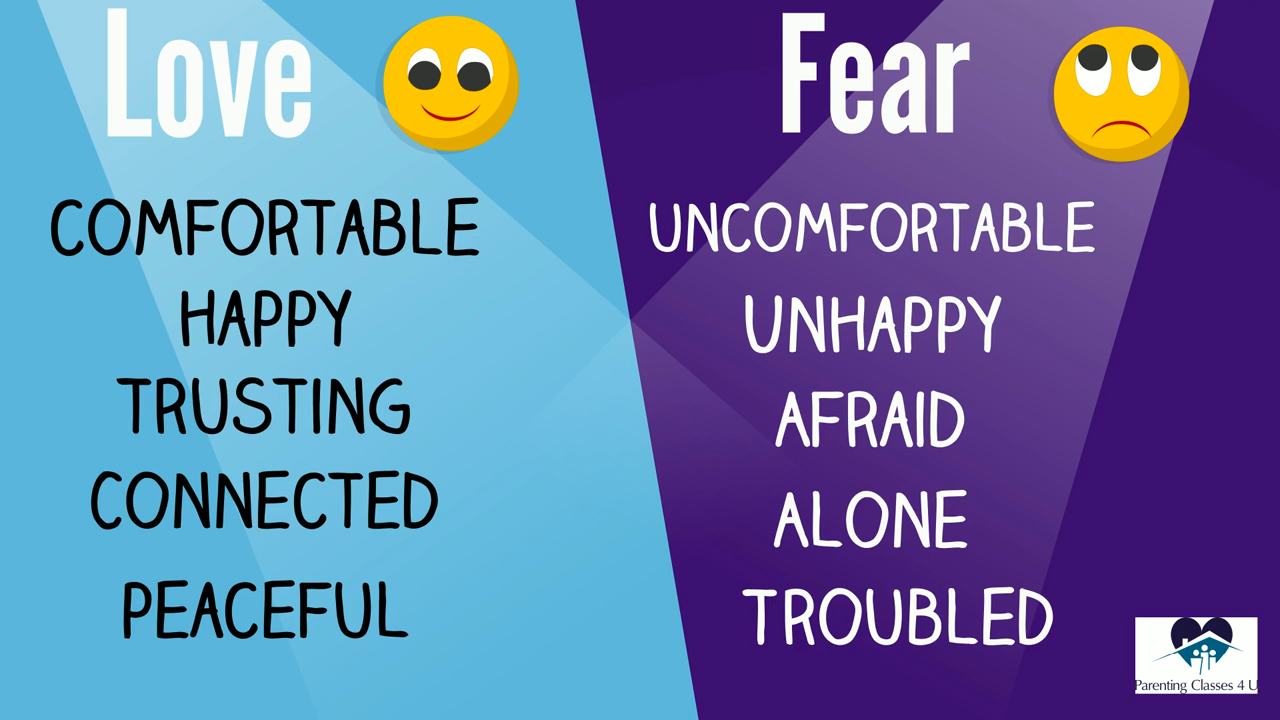 Love
COMFORTABLE
HAPPY
TRUSTING
CONNECTED
PEACEFUL
Fear
UNCOMFORTABLE
UNHAPPY
AFRAID
ALONE
TROUBLED
Parenting Classes 4 U